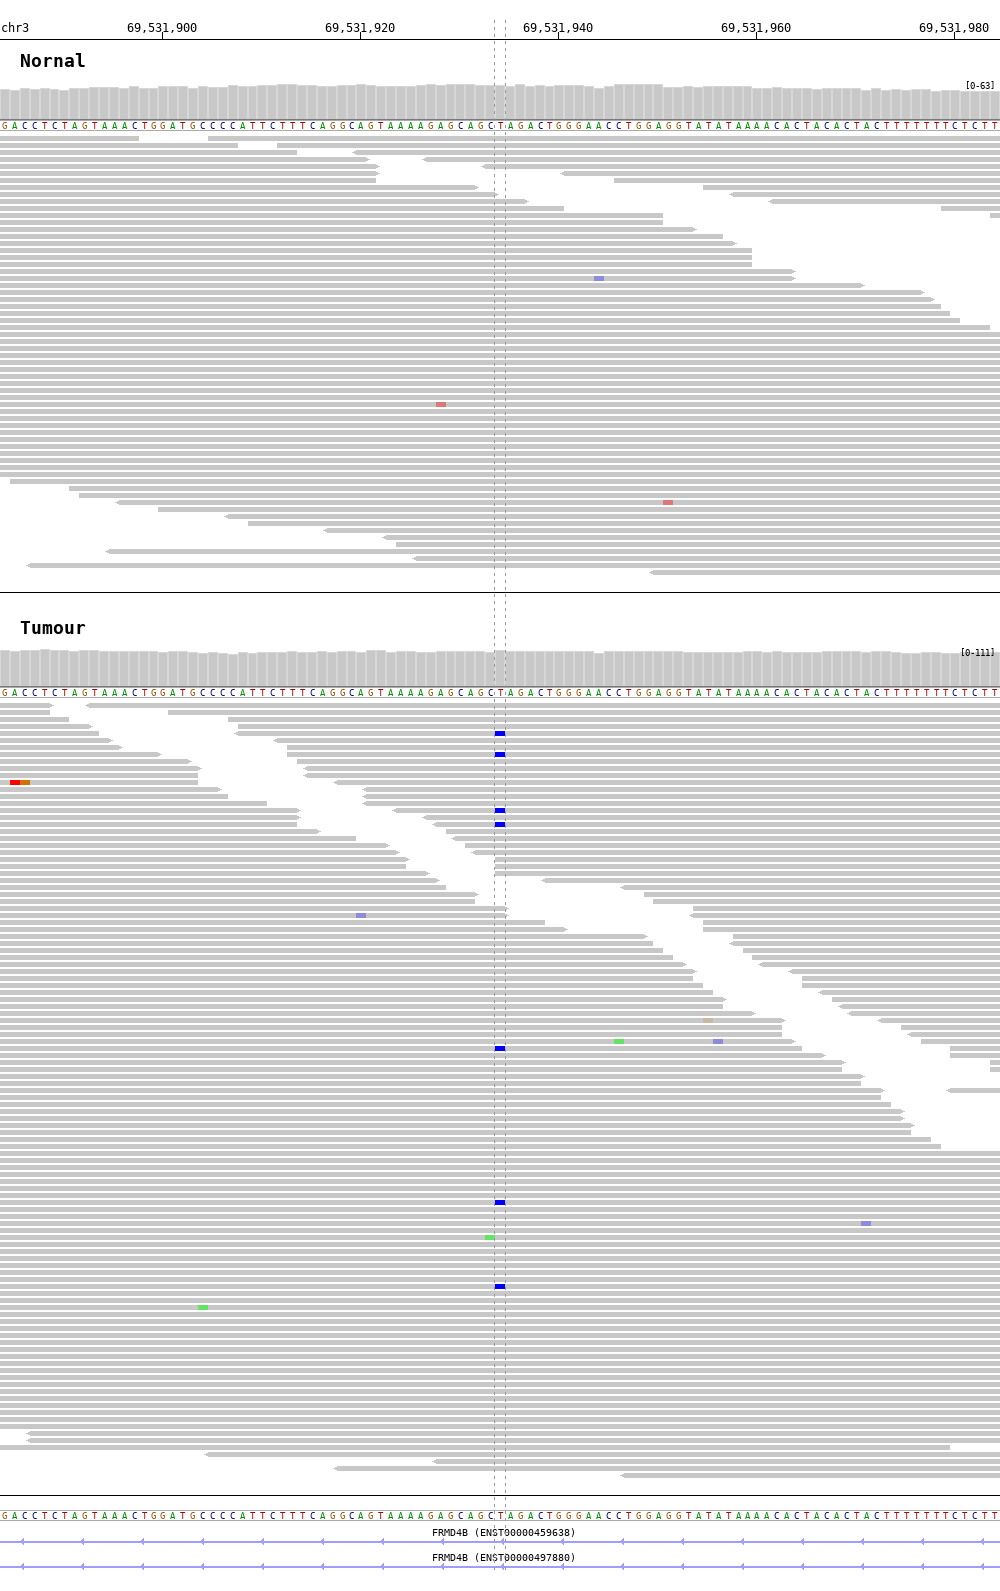 chr3 69,531,900 69,531,920 69,531,940 69,531,960 69,531,980
Nornal
[0-63]
GACCTCTAGTAAACTGGATGCCCCATTCTTTCAGGCAGTAAAAGAGCAGCTAGACTGGGAACCTGGAGGTATATAAAACACTACACTACTTTTTTTCTCTT
Tumour
[0-111]
GACCTCTAGTAAACTGGATGCCCCATTCTTTCAGGCAGTAAAAGAGCAGCTAGACTGGGAACCTGGAGGTATATAAAACACTACACTACTTTTTTTCTCTT
GACCTCTAGTAAACTGGATGCCCCATTCTTTCAGGCAGTAAAAGAGCAGCTAGACTGGGAACCTGGAGGTATATAAAACACTACACTACTTTTTTTCTCTT
FRMD4B (ENST00000459638)
FRMD4B (ENST00000497880)